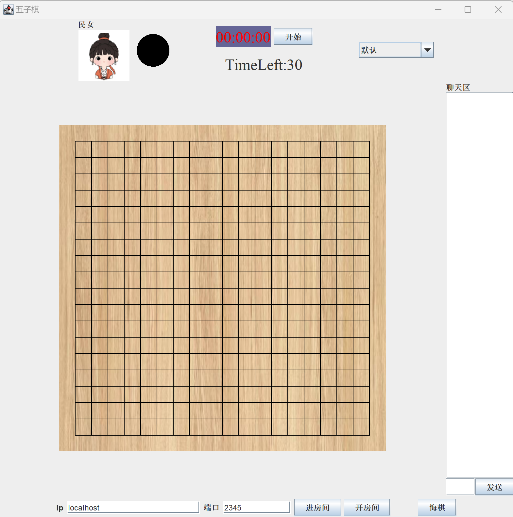 五子棋
民女
00:00:00
开始
TimeLeft:30
默认
聊天区
发送
ip
localhost
端口
2345
进房间
开房间
悔棋